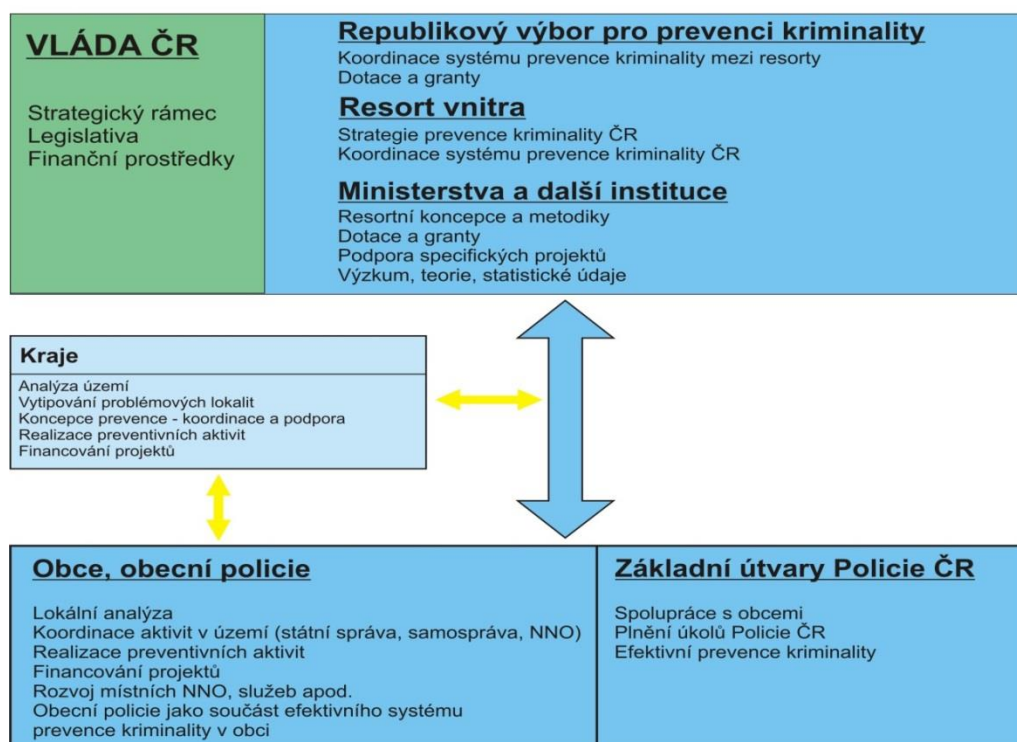 VLÁDA ČR
Strategický rámec
Legislativa
Finanční prostředky
Republikový výbor pro prevenci kriminality
Koordinace systému prevence kriminality mezi resorty
Dotace a granty
Resort vnitra
Strategie prevence kriminality ČR
Koordinace systému prevence kriminality ČR
Ministerstva a další instituce
Resortní koncepce a metodiky
Dotace a granty
Podpora specifických projektů
Výzkum, teorie, statistické údaje
Kraje
Analýza území
Vytipování problémových lokalit
Koncepce prevence - koordinace a podpora
Realizace preventivních aktivit
Financování projektů
Obce, obecní policie
Lokální analýza
Koordinace aktivit v území (státní správa, samospráva, NNO)
Realizace preventivních aktivit
Financování projektů
Rozvoj místních NNO, služeb apod.
Obecní policie jako součást efektivního systému
prevence kriminality v obci
Základní útvary Policie ČR
Spolupráce s obcemi
Plnění úkolů Policie ČR
Efektivní prevence kriminality